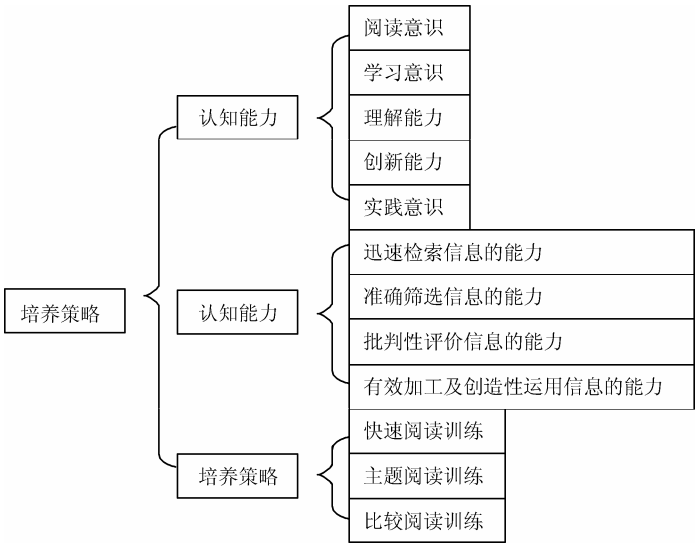 培养策略
认知能力
阅读意识
学习意识
理解能力
创新能力
实践意识
认知能力
迅速检索信息的能力
准确筛选信息的能力
批判性评价信息的能力
有效加工及创造性运用信息的能力
培养策略
快速阅读训练
主题阅读训练
比较阅读训练